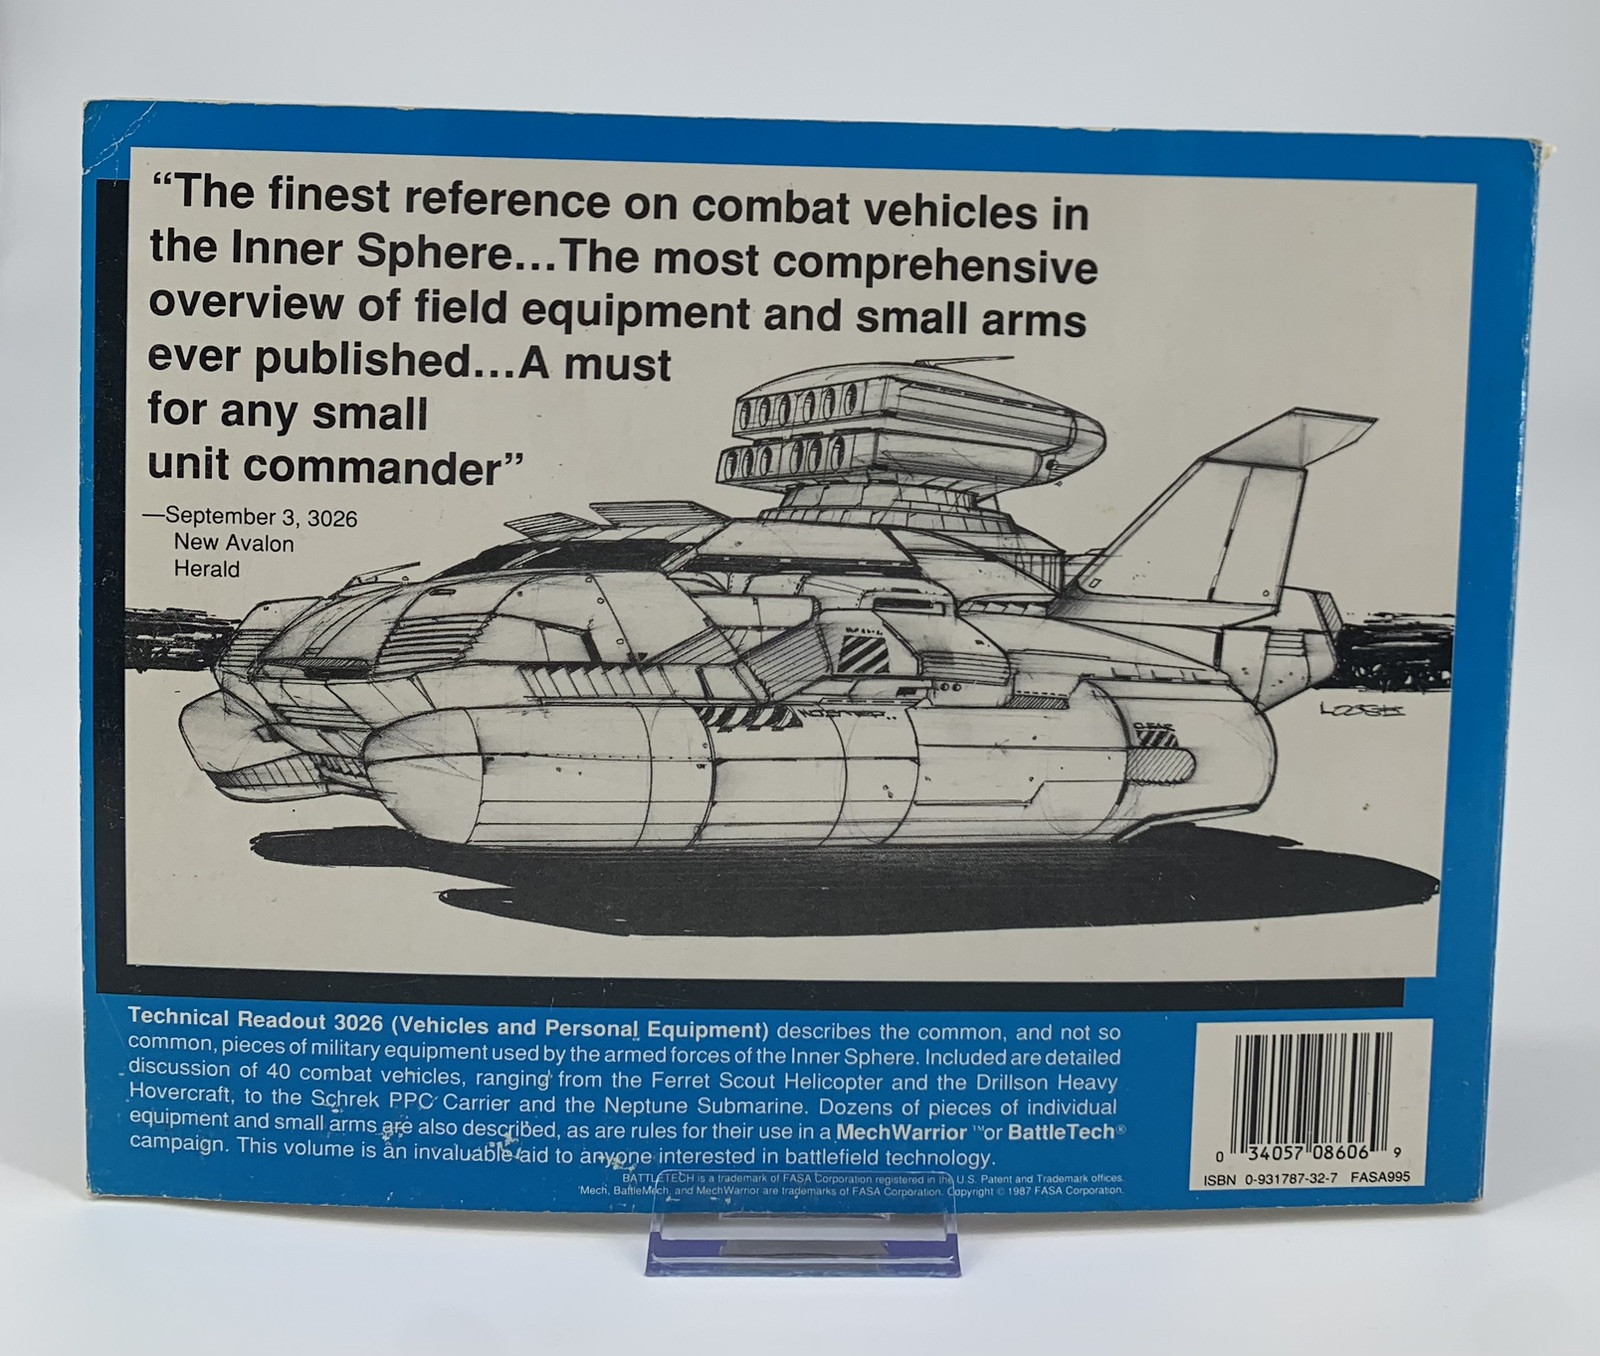 “The finest reference on combat vehicles in
the Inner Sphere...The most comprehensive
overview of field equipment and small arms
ever published...A must
for any small
unit commander”
—September 3, 3026
New Avalon
Herald
LOOSE
Technical Readout 3026 (Vehicles and Personal Equipment) describes the common, and not so
common, pieces of military equipment used by the armed forces of the Inner Sphere. Included are detailed
discussion of 40 combat vehicles, ranging from the Ferret Scout Helicopter and the Drillson Heavy
Hovercraft, to the Schrek PPC Carrier and the Neptune Submarine. Dozens of pieces of individual
equipment and small arms are also described, as are rules for their use in a MechWarrior ™or BattleTech®
campaign. This volume is an invaluable aid to anyone interested in battlefield technology.
BATTLETECH is a trademark of FASA Corporation registered in the U.S. Patent and Trademark offices.
'Mech, BattleMech, and MechWarrior are trademarks of FASA Corporation. Copyright © 1987 FASA Corporation.
0 34057 08606 9
ISBN 0-931787-32-7 FASA995